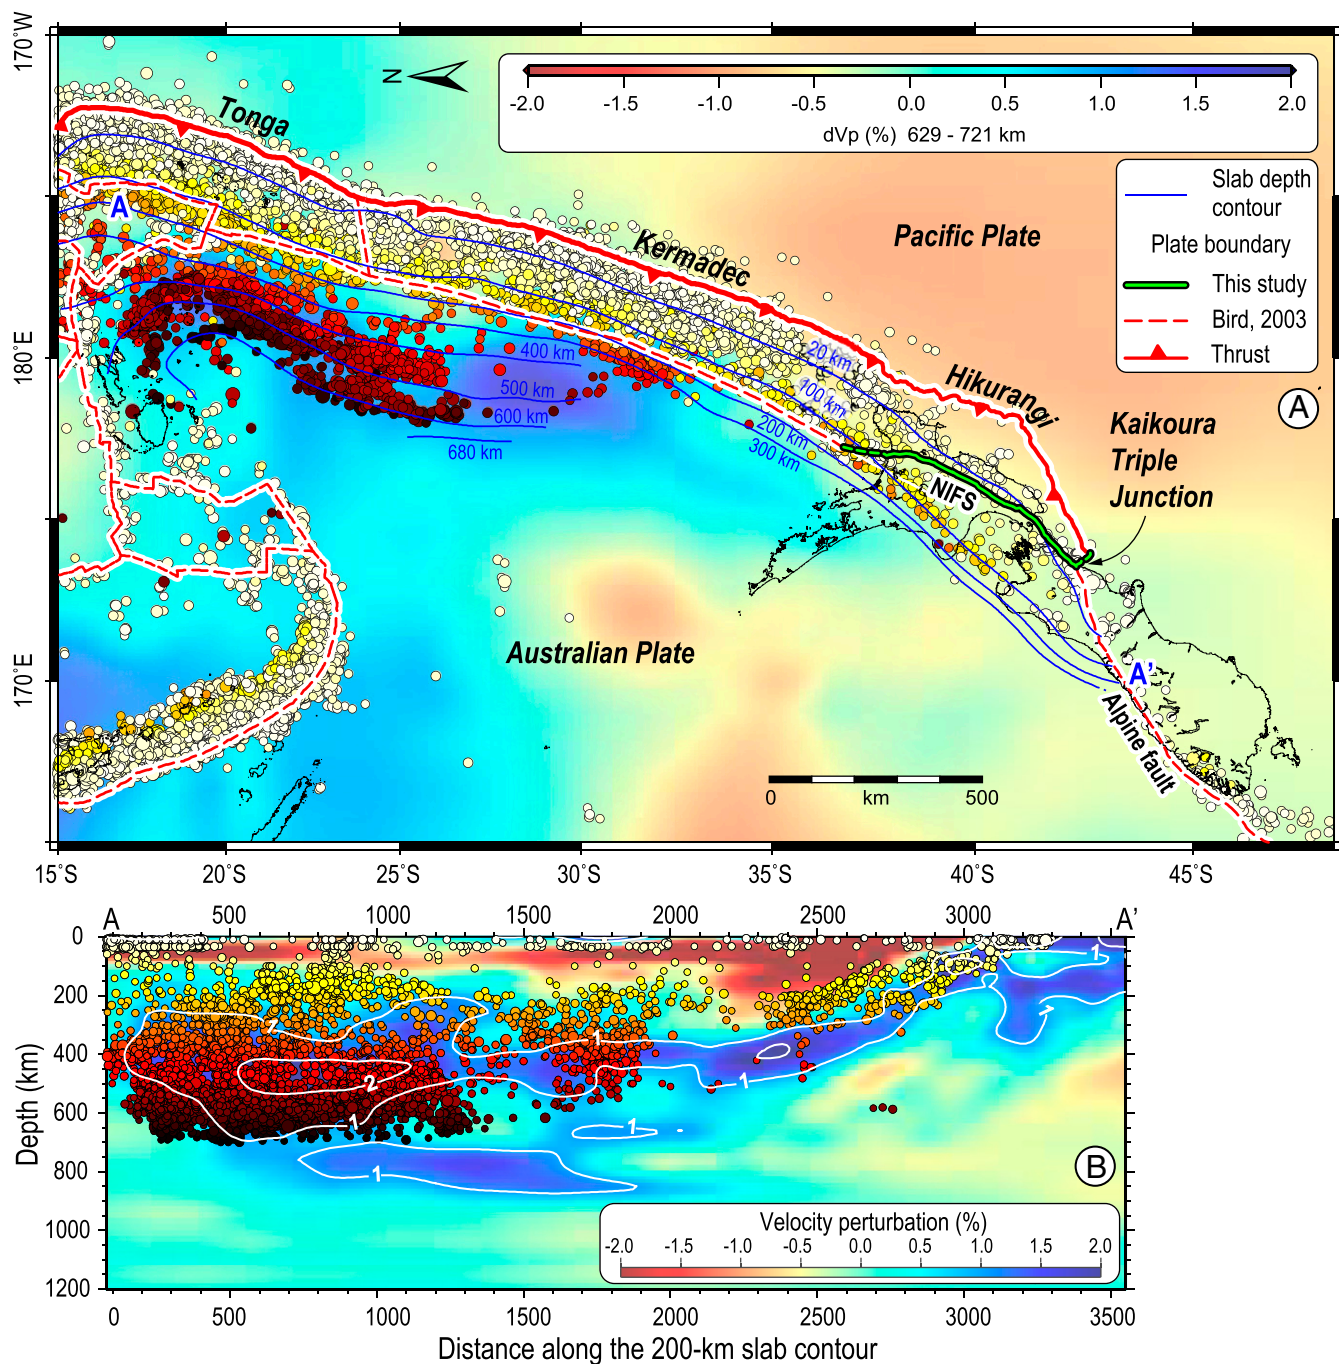 170°W
180°E
170°E
N
-2.0 -1.5 -1.0 -0.5 0.0 0.5 1.0 1.5 2.0
dVp (%) 629 - 721 km
Slab depth
contour
Plate boundary
This study
Bird, 2003
Thrust
A
Tonga
Kermadec
Hikurangi
Pacific Plate
Kaikoura
Triple
Junction
A
400 km
500 km
600 km
680 km
20 km
100 km
200 km
300 km
NIFS
Australian Plate
A'
Alpine fault
0 km 500
15°S 20°S 25°S 30°S 35°S 40°S 45°S
A 500 1000 1500 2000 2500 3000 A'
Depth (km)
0
200
400
600
800
1000
1200
1
2
1
1
1
1
1
1
1
B
Velocity perturbation (%)
-2.0 -1.5 -1.0 -0.5 0.0 0.5 1.0 1.5 2.0
0 500 1000 1500 2000 2500 3000 3500
Distance along the 200-km slab contour